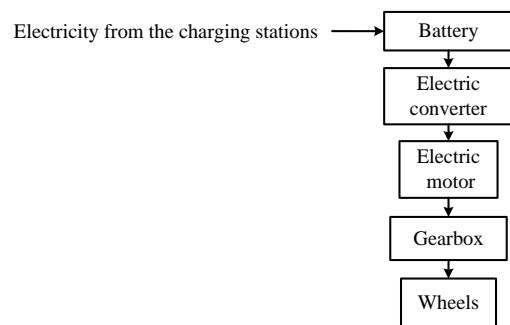 Electricity from the charging stations
Battery
Electric
converter
Electric
motor
Gearbox
Wheels